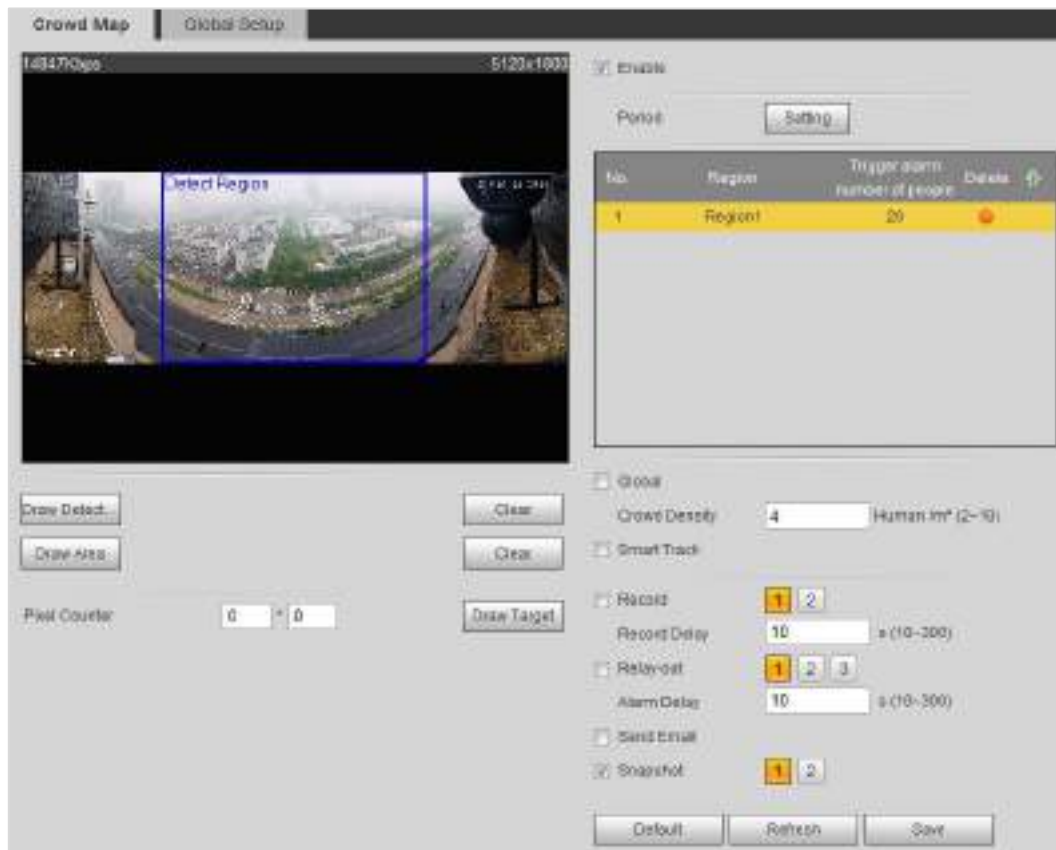 Crowd Map
Global Setup
14847Kbps
5120x1800
Detect Region
Enable
Period
Setting
No.
Region
Trigger alarm
number of people
Delete
1
Region1
20
Draw Detect..
Clear
Draw Area
Clear
Pixel Counter
0
*
0
Draw Target
Global
Crowd Density
4
Human /m² (2~10)
Smart Track
Record
1
2
Record Delay
10
s (10~300)
Relay-out
1
2
3
Alarm Delay
10
s (10~300)
Send Email
Snapshot
1
2
Default
Refresh
Save